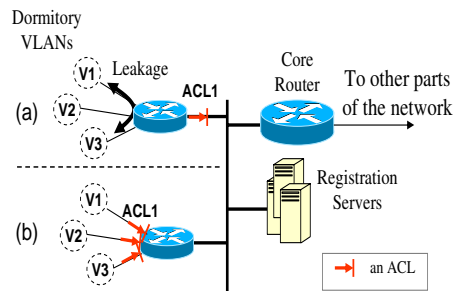 Dormitory
VLANs
V1
Leakage
ACL1
Core
Router
To other parts
of the network
(a)
V2
V3
Registration
Servers
V1
ACL1
(b)
V2
V3
an ACL